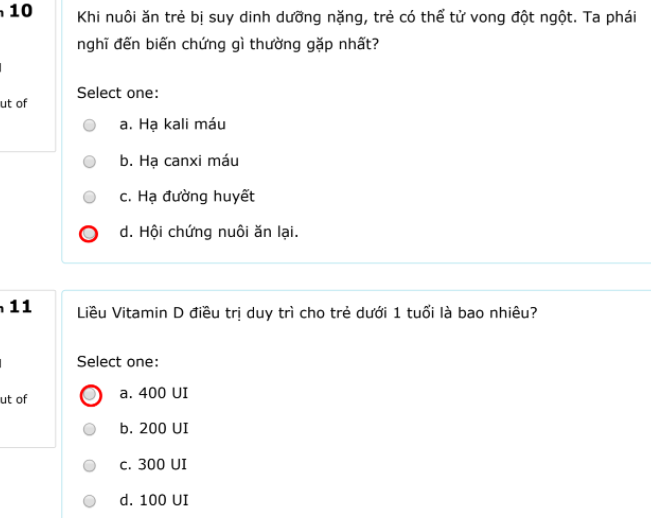 10
Khi nuôi ăn trẻ bị suy dinh dưỡng nặng, trẻ có thể tử vong đột ngột. Ta phải
nghĩ đến biến chứng gì thường gặp nhất?
ut of
Select one:
a. Hạ kali máu
b. Hạ canxi máu
c. Hạ đường huyết
d. Hội chứng nuôi ăn lại.
11
Liều Vitamin D điều trị duy trì cho trẻ dưới 1 tuổi là bao nhiêu?
Select one:
ut of
a. 400 UI
b. 200 UI
c. 300 UI
d. 100 UI